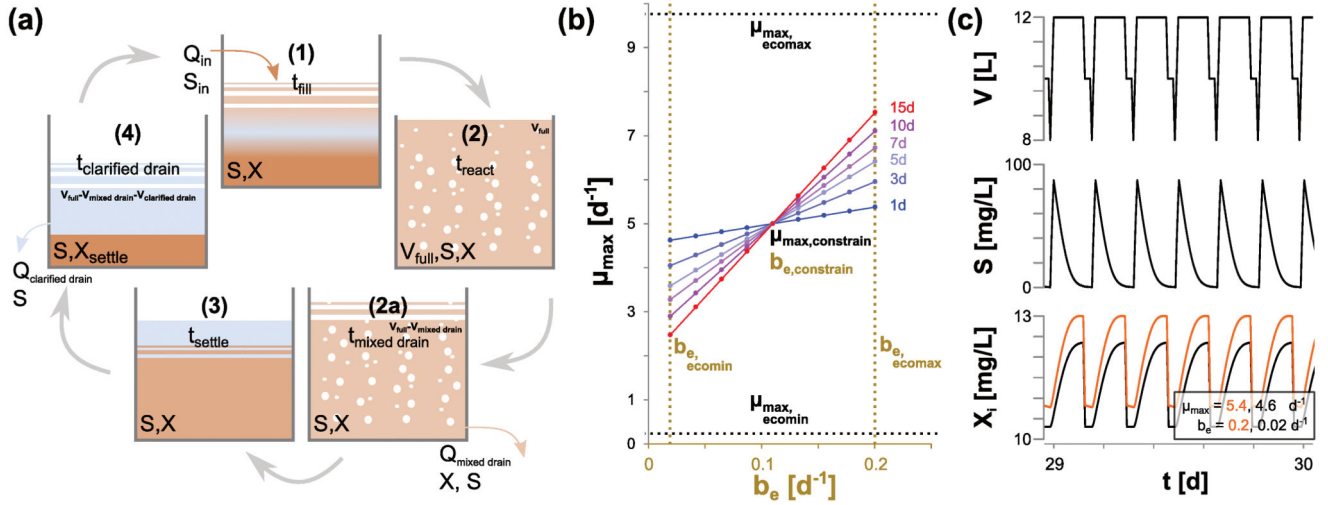 (a)
(1)
Q_in
S_in
t_fill
S,X
(2)
v_full
t_react
V_full,S,X
(2a)
v_full-v_mixed drain
t_mixed drain
S,X
Q_mixed drain
X, S
(3)
t_settle
S,X
(4)
t_clarified drain
v_full-v_mixed drain-v_clarified drain
S,X_settle
Q_clarified drain
S
(b)
μ_max [d⁻¹]
9
7
5
3
1
0
μ_max, ecomax
15d
10d
7d
5d
3d
1d
μ_max,constrain
b_e,constrain
b_e, ecomin
b_e, ecomax
μ_max, ecomin
0
0.1
0.2
b_e [d⁻¹]
(c)
V [L]
12
8
S [mg/L]
100
0
X_i [mg/L]
13
10
μ_max = 5.4, 4.6 d⁻¹
b_e = 0.2, 0.02 d⁻¹
29
30
t [d]